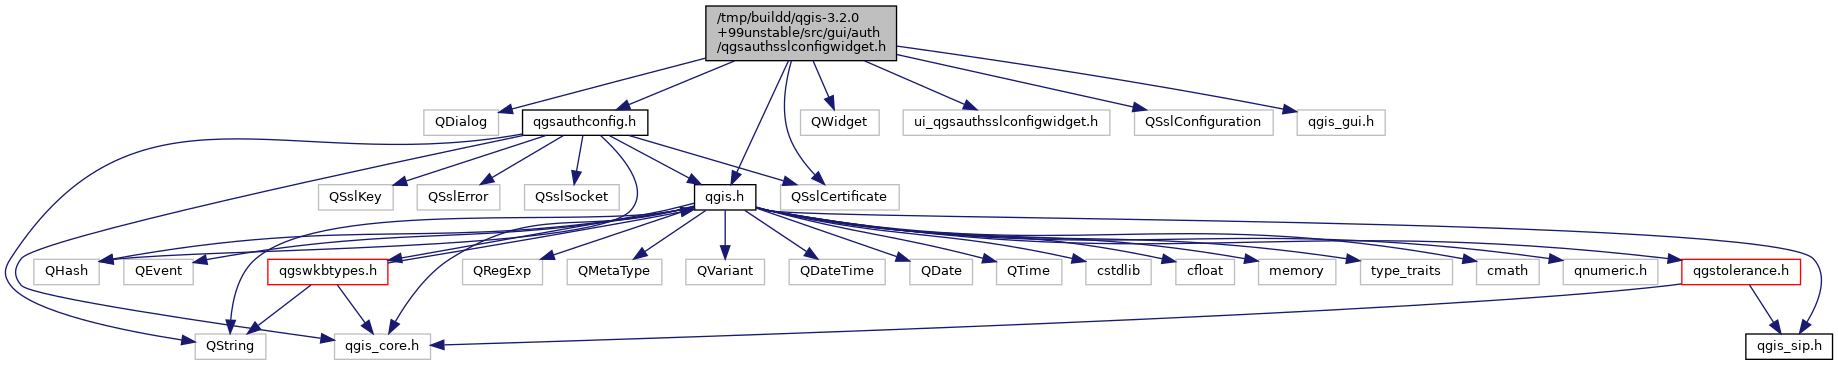 /tmp/buildd/qgis-3.2.0
+99unstable/src/gui/auth
/qgsauthsslconfigwidget.h
QDialog
qgsauthconfig.h
QWidget
ui_qgsauthsslconfigwidget.h
QSslConfiguration
qgis_gui.h
QSslKey
QSslError
QSslSocket
qgis.h
QSslCertificate
QHash
QEvent
qgswkbtypes.h
QRegExp
QMetaType
QVariant
QDateTime
QDate
QTime
cstdlib
cfloat
memory
type_traits
cmath
qnumeric.h
qgstolerance.h
QString
qgis_core.h
qgis_sip.h